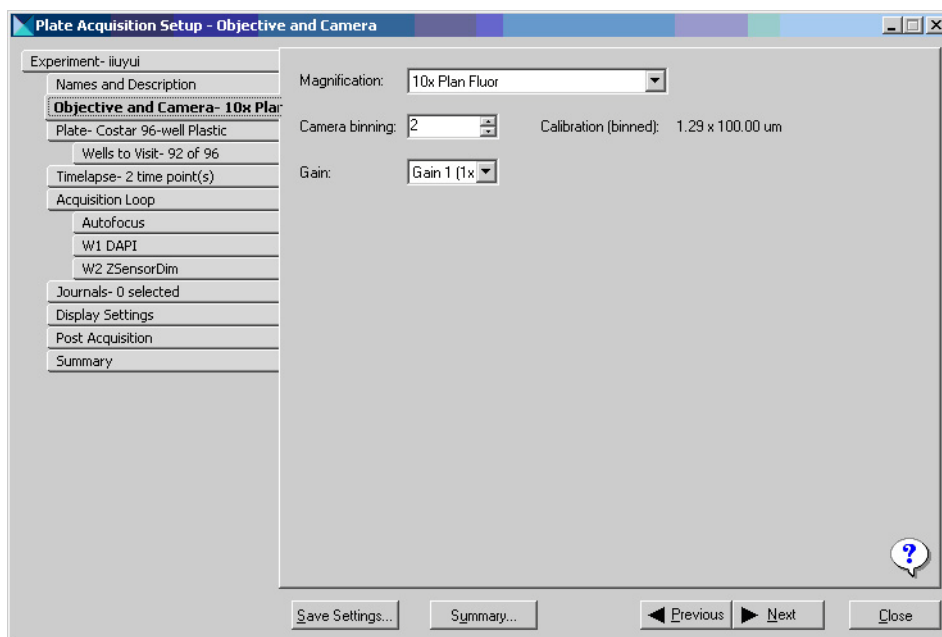 Plate Acquisition Setup - Objective and Camera
Experiment- iiuyui
Names and Description
Objective and Camera- 10x Plan
Plate- Costar 96-well Plastic
Wells to Visit- 92 of 96
Timelapse- 2 time point(s)
Acquisition Loop
Autofocus
W1 DAPI
W2 ZSensorDim
Journals- 0 selected
Display Settings
Post Acquisition
Summary
Magnification: 10x Plan Fluor
Camera binning: 2 Calibration (binned): 1.29 x 100.00 um
Gain: Gain 1 (1x
?
Save Settings... Summary... Previous Next Close